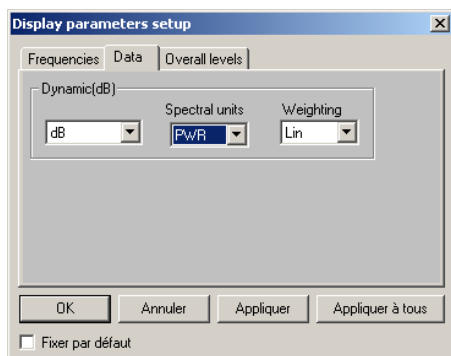 Display parameters setup
Frequencies Data Overall levels
Dynamic(dB)
Spectral units Weighting
dB PWR Lin
OK Annuler Appliquer Appliquer à tous
Fixer par défaut